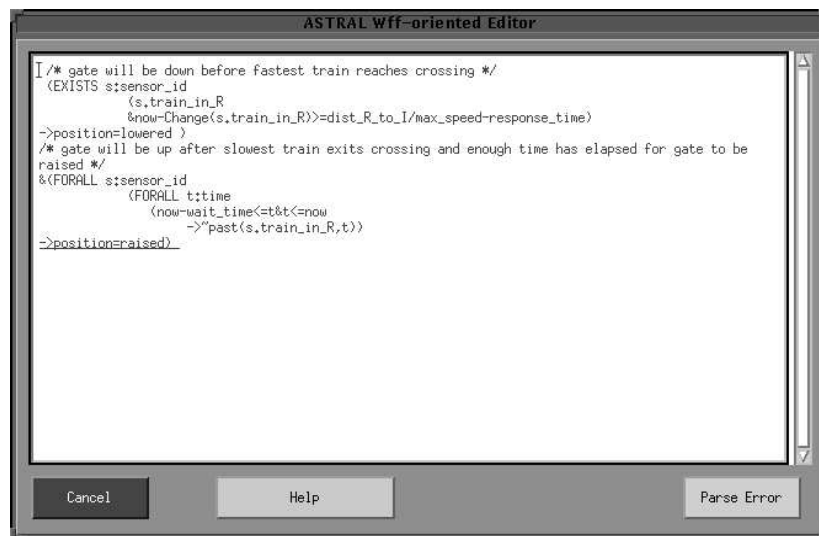 ASTRAL Wff-oriented Editor
/* gate will be down before fastest train reaches crossing */
(EXISTS s:sensor_id
(s.train_in_R
&now-Change(s.train_in_R)>=dist_R_to_I/max_speed-response_time)
->position=lowered )
/* gate will be up after slowest train exits crossing and enough time has elapsed for gate to be
raised */
&(FORALL s:sensor_id
(FORALL t:time
(now-wait_time<=t&t<=now
->~past(s.train_in_R,t))
->position=raised)
Cancel
Help
Parse Error